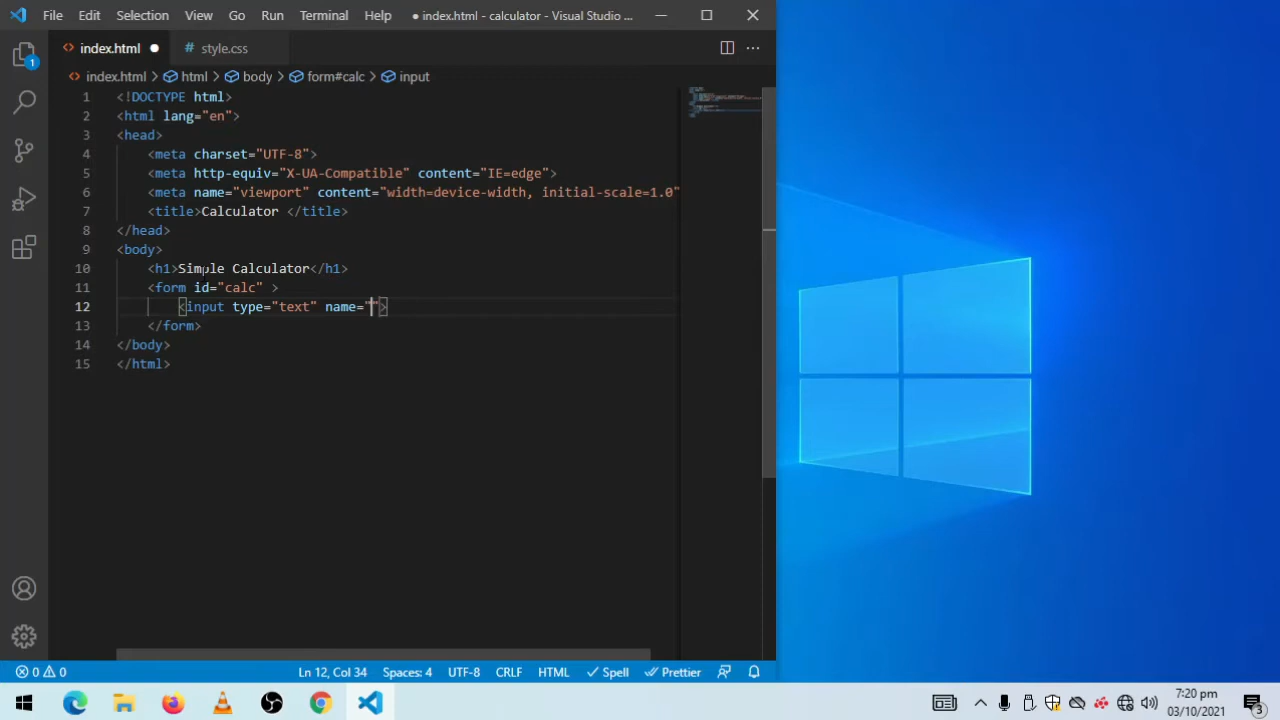 File Edit Selection View Go Run Terminal Help ● index.html - calculator - Visual Studio ...
<> index.html ● # style.css
<> index.html > html > body > form#calc > input
1 <!DOCTYPE html>
2 <html lang="en">
3 <head>
4 <meta charset="UTF-8">
5 <meta http-equiv="X-UA-Compatible" content="IE=edge">
6 <meta name="viewport" content="width=device-width, initial-scale=1.0"
7 <title>Calculator </title>
8 </head>
9 <body>
10 <h1>Simple Calculator</h1>
11 <form id="calc" >
12 <input type="text" name="">
13 </form>
14 </body>
15 </html>
1
0 0 Ln 12, Col 34 Spaces: 4 UTF-8 CRLF HTML Spell Prettier
7:20 pm
03/10/2021
3